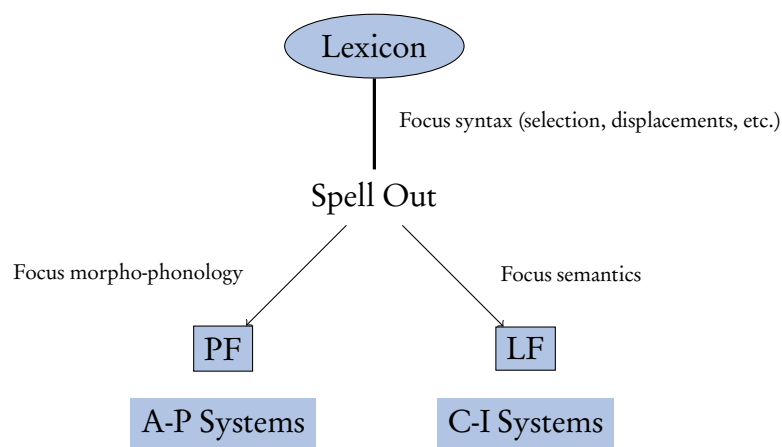 Lexicon
Focus syntax (selection, displacements, etc.)
Spell Out
Focus morpho-phonology
Focus semantics
PF
LF
A-P Systems
C-I Systems